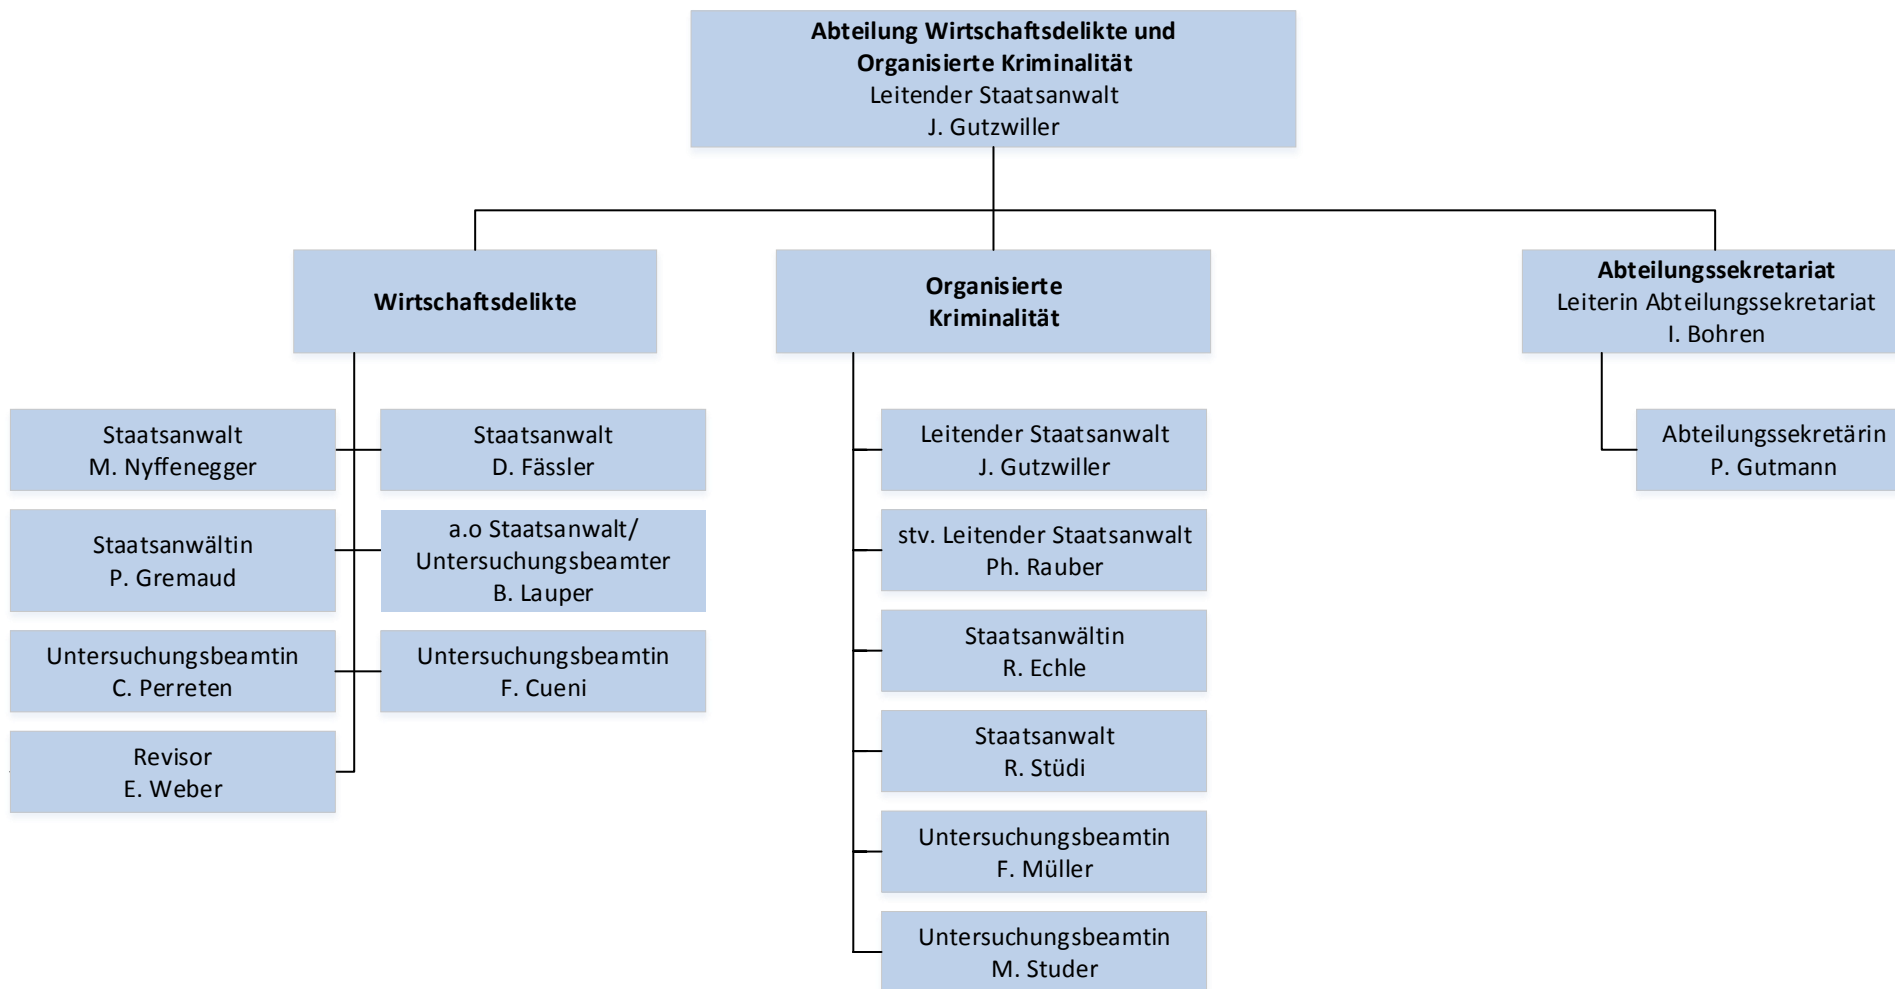 Abteilung Wirtschaftsdelikte und
Organisierte Kriminalität
Leitender Staatsanwalt
J. Gutzwiller
Wirtschaftsdelikte
Organisierte
Kriminalität
Abteilungssekretariat
Leiterin Abteilungssekretariat
I. Bohren
Staatsanwalt
M. Nyffenegger
Staatsanwalt
D. Fässler
Staatsanwältin
P. Gremaud
a.o Staatsanwalt/
Untersuchungsbeamter
B. Lauper
Untersuchungsbeamtin
C. Perreten
Untersuchungsbeamtin
F. Cueni
Revisor
E. Weber
Leitender Staatsanwalt
J. Gutzwiller
stv. Leitender Staatsanwalt
Ph. Rauber
Staatsanwältin
R. Echle
Staatsanwalt
R. Stüdi
Untersuchungsbeamtin
F. Müller
Untersuchungsbeamtin
M. Studer
Abteilungssekretärin
P. Gutmann